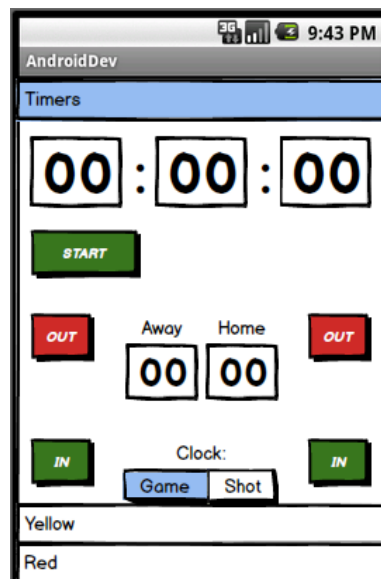 3G 9:43 PM
AndroidDev
Timers
00 : 00 : 00
START
OUT Away Home OUT
00 00
IN Clock: IN
Game Shot
Yellow
Red